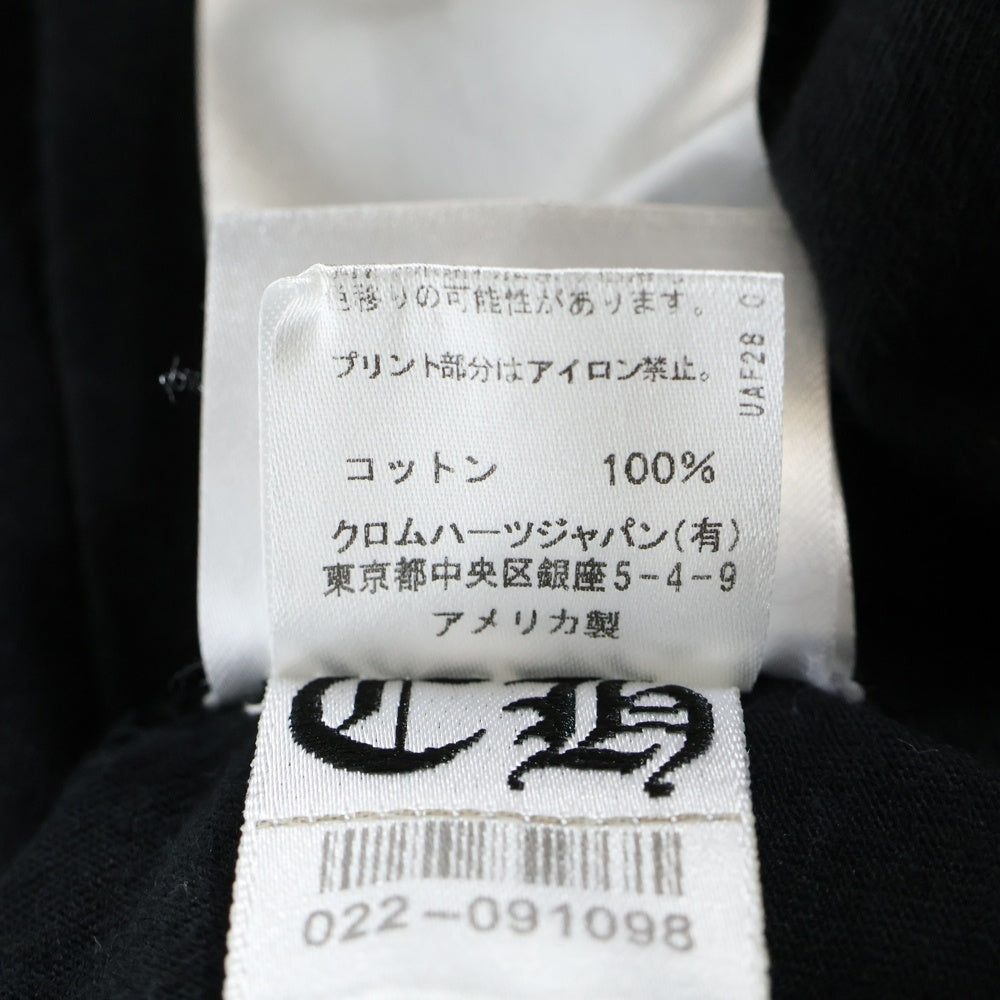 色移りの可能性があります。
プリント部分はアイロン禁止。
UAF28
コットン 100%
クロムハーツジャパン(有)
東京都中央区銀座5-4-9
アメリカ製
CH
022-091098